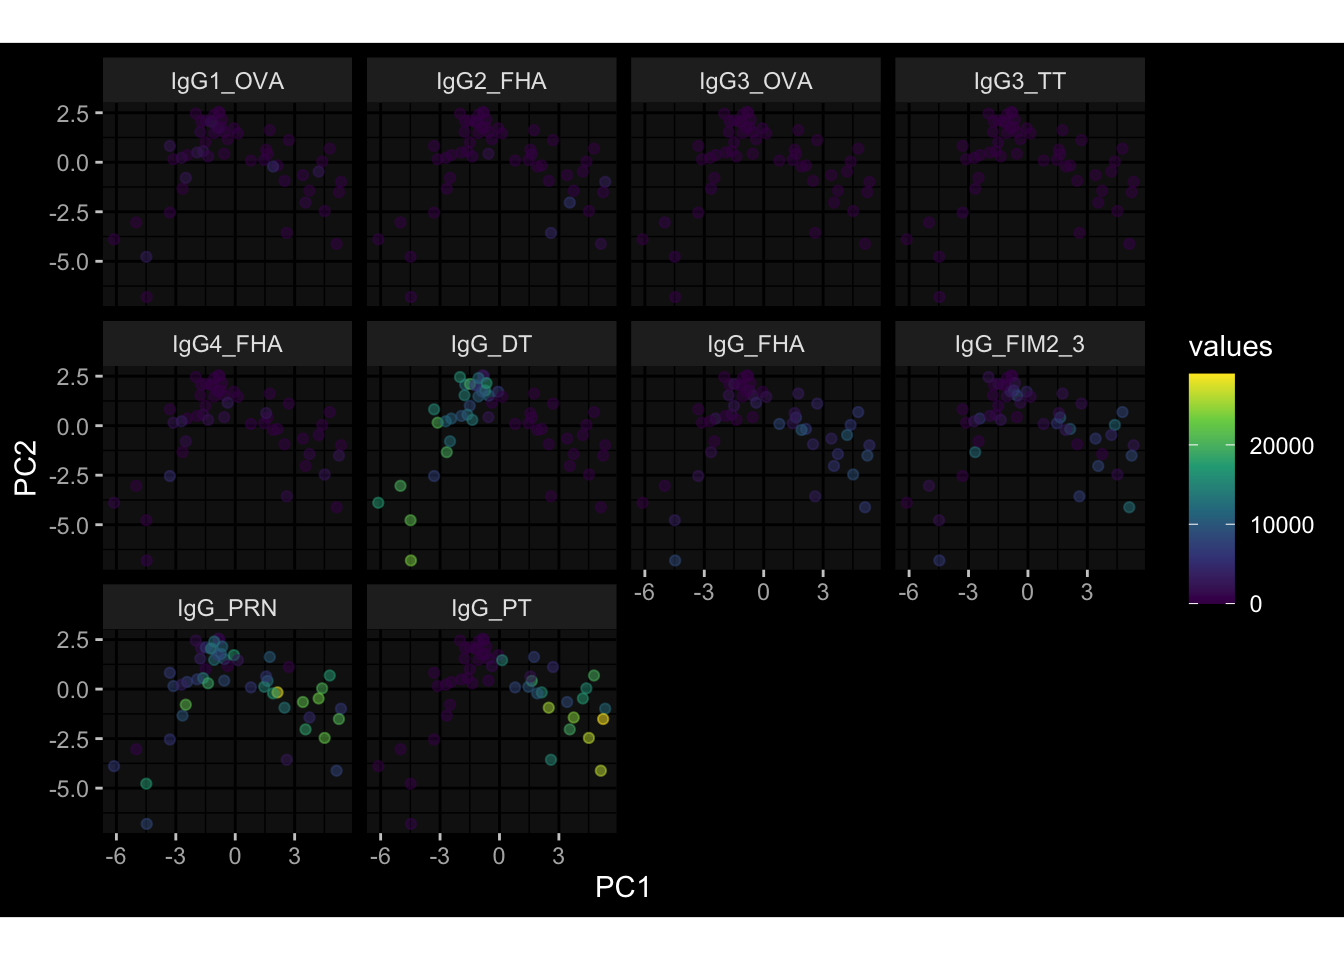 IgG1_OVA IgG2_FHA IgG3_OVA IgG3_TT
2.5
0.0
-2.5
-5.0
IgG4_FHA IgG_DT IgG_FHA IgG_FIM2_3
2.5
0.0
-2.5
-5.0
-6 -3 0 3 -6 -3 0 3
IgG_PRN IgG_PT
2.5
0.0
-2.5
-5.0
-6 -3 0 3 -6 -3 0 3
PC1
PC2
values
20000
10000
0